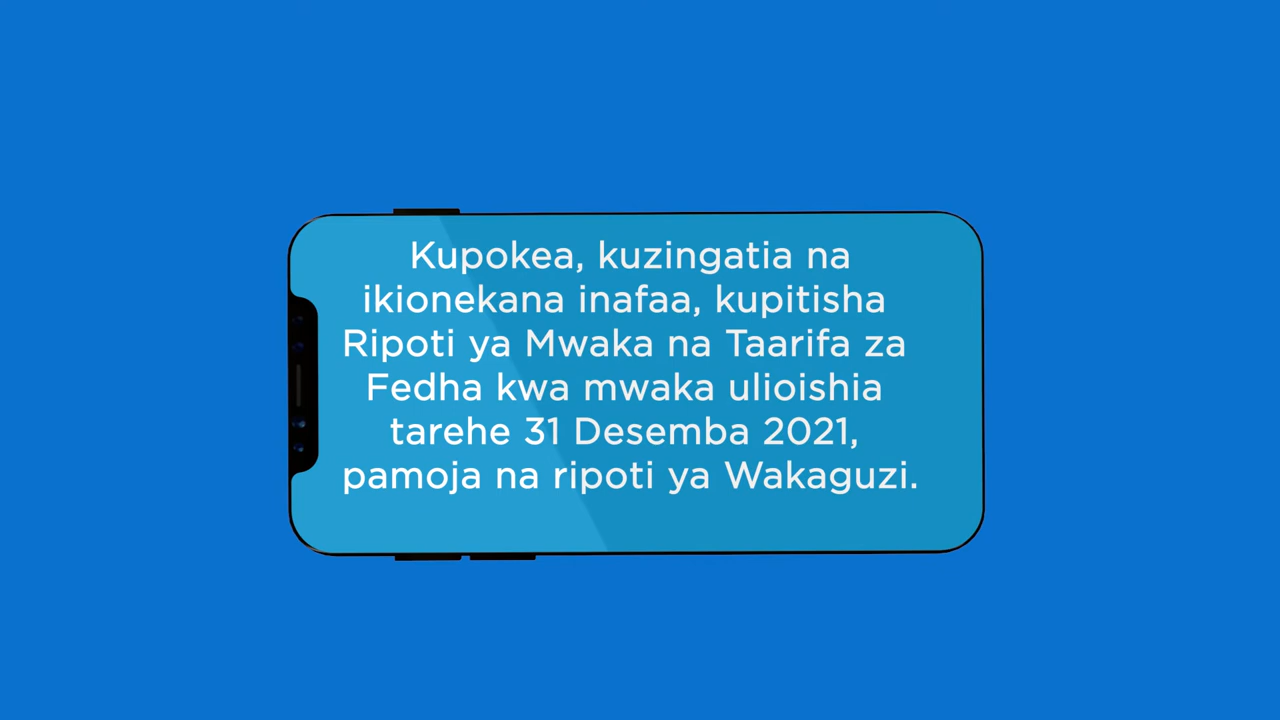 Kupokea, kuzingatia na
ikionekana inafaa, kupitisha
Ripoti ya Mwaka na Taarifa za
Fedha kwa mwaka ulioishia
tarehe 31 Desemba 2021,
pamoja na ripoti ya Wakaguzi.